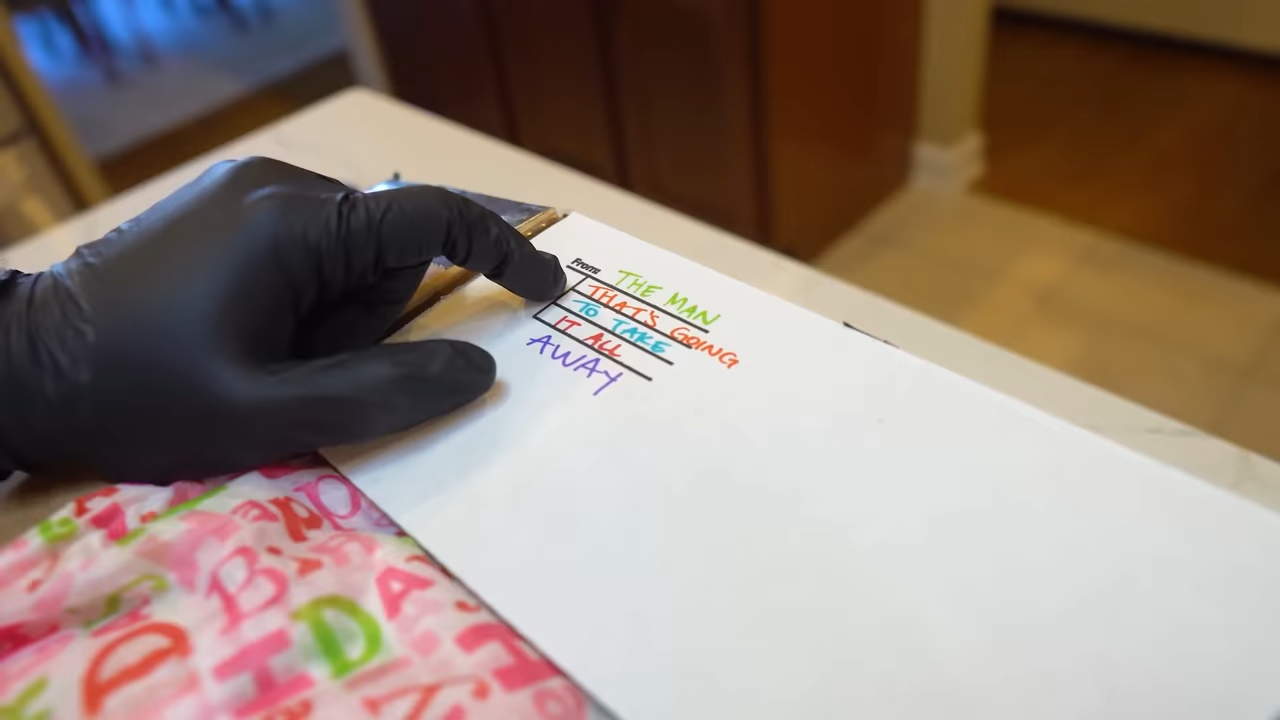 From: THE MAN
THAT'S GOING
TO TAKE
IT ALL
AWAY